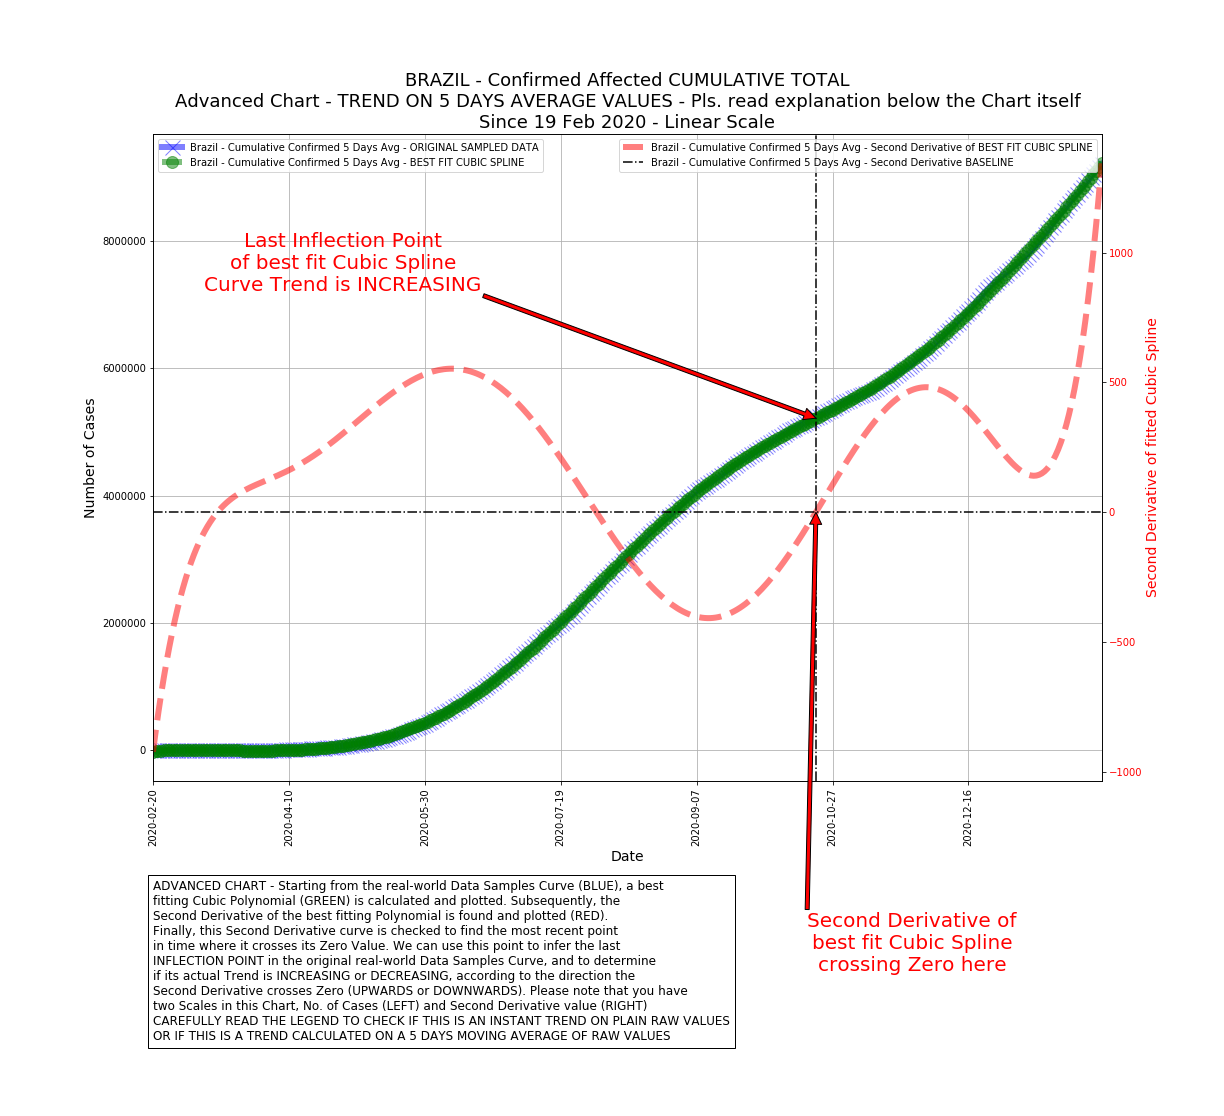 BRAZIL - Confirmed Affected CUMULATIVE TOTAL
Advanced Chart - TREND ON 5 DAYS AVERAGE VALUES - Pls. read explanation below the Chart itself
Since 19 Feb 2020 - Linear Scale
Brazil - Cumulative Confirmed 5 Days Avg - ORIGINAL SAMPLED DATA
Brazil - Cumulative Confirmed 5 Days Avg - BEST FIT CUBIC SPLINE
Brazil - Cumulative Confirmed 5 Days Avg - Second Derivative of BEST FIT CUBIC SPLINE
Brazil - Cumulative Confirmed 5 Days Avg - Second Derivative BASELINE
Last Inflection Point
of best fit Cubic Spline
Curve Trend is INCREASING
Number of Cases
8000000
6000000
4000000
2000000
0
1000
500
0
−500
−1000
Second Derivative of fitted Cubic Spline
2020-02-20
2020-04-10
2020-05-30
2020-07-19
2020-09-07
2020-10-27
2020-12-16
Date
Second Derivative of
best fit Cubic Spline
crossing Zero here
ADVANCED CHART - Starting from the real-world Data Samples Curve (BLUE), a best
fitting Cubic Polynomial (GREEN) is calculated and plotted. Subsequently, the
Second Derivative of the best fitting Polynomial is found and plotted (RED).
Finally, this Second Derivative curve is checked to find the most recent point
in time where it crosses its Zero Value. We can use this point to infer the last
INFLECTION POINT in the original real-world Data Samples Curve, and to determine
if its actual Trend is INCREASING or DECREASING, according to the direction the
Second Derivative crosses Zero (UPWARDS or DOWNWARDS). Please note that you have
two Scales in this Chart, No. of Cases (LEFT) and Second Derivative value (RIGHT)
CAREFULLY READ THE LEGEND TO CHECK IF THIS IS AN INSTANT TREND ON PLAIN RAW VALUES
OR IF THIS IS A TREND CALCULATED ON A 5 DAYS MOVING AVERAGE OF RAW VALUES